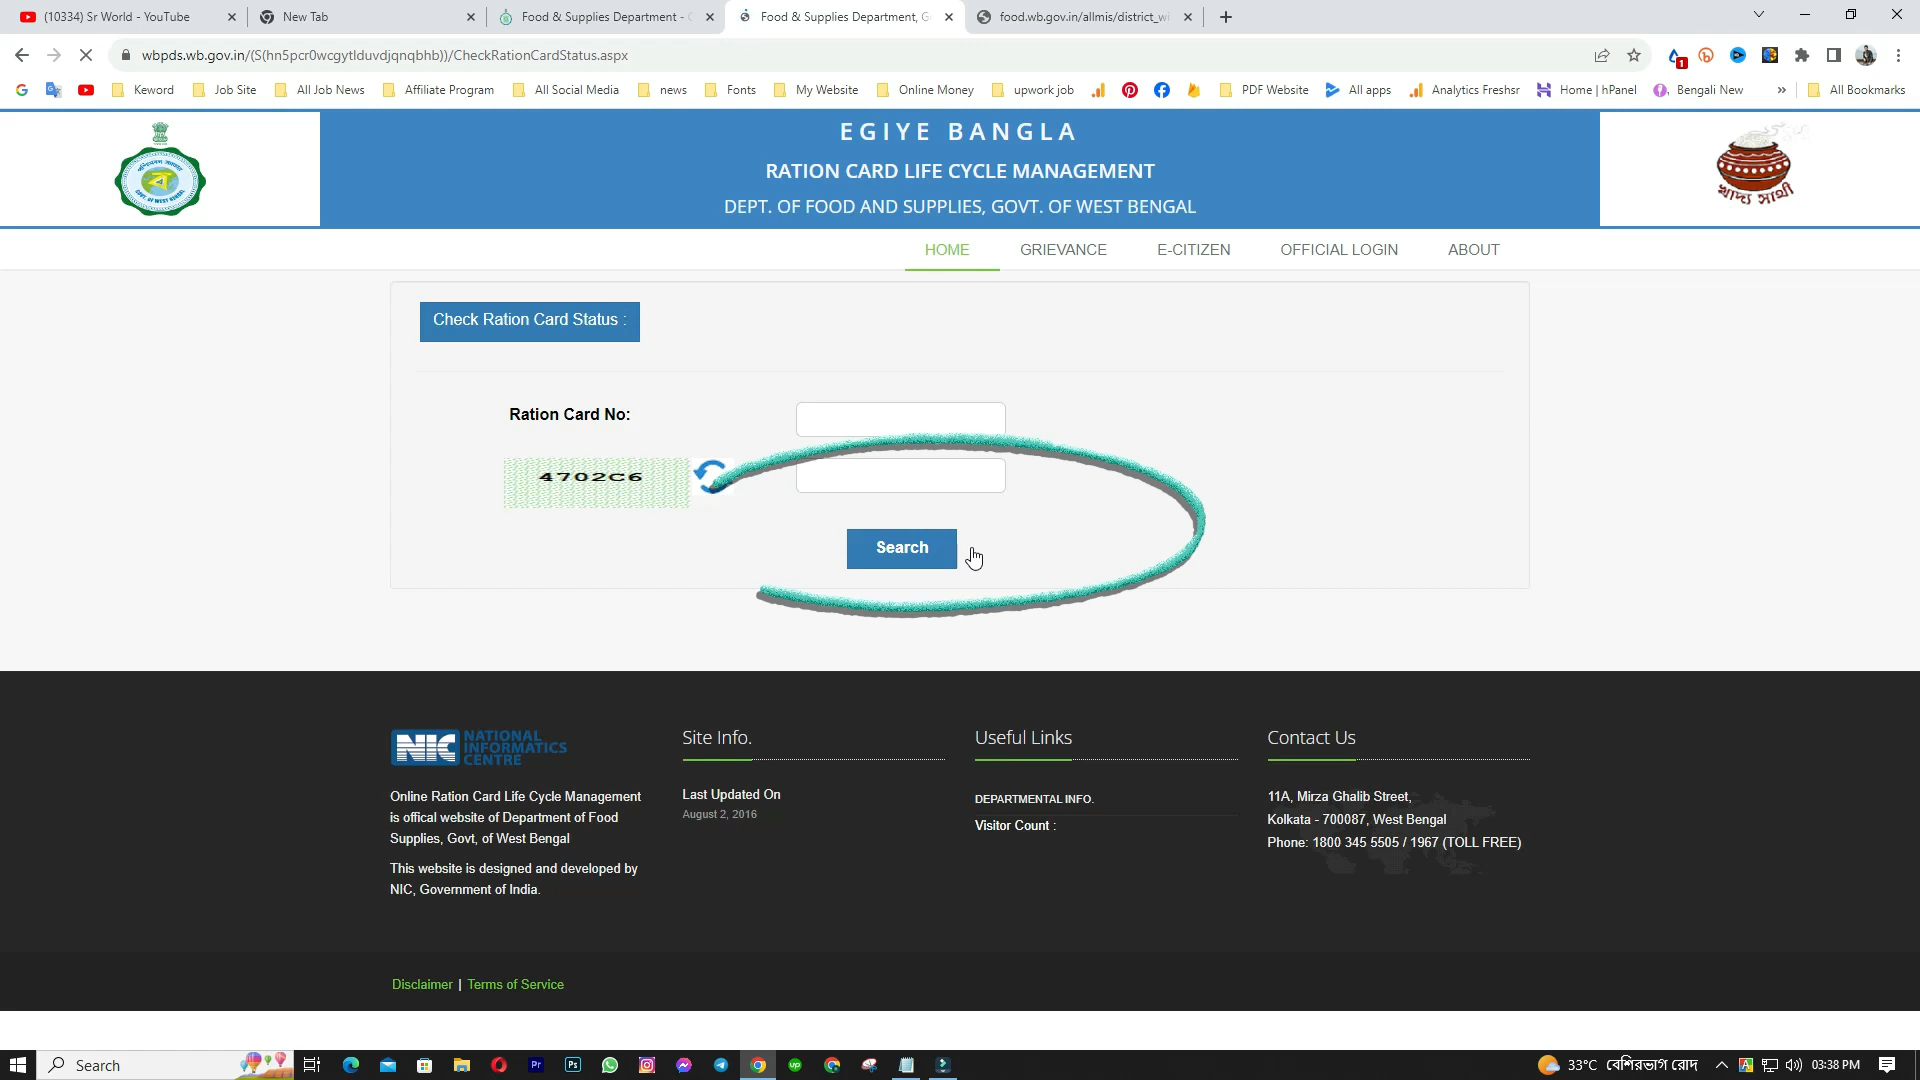 (10334) Sr World - YouTube
New Tab
Food & Supplies Department -
Food & Supplies Department, G
food.wb.gov.in/allmis/district_wi
wbpds.wb.gov.in/(S(hn5pcr0wcgytlduvdjqnqbhb))/CheckRationCardStatus.aspx
1
Keword
Job Site
All Job News
Affiliate Program
All Social Media
news
Fonts
My Website
Online Money
upwork job
PDF Website
All apps
Analytics Freshsr
Home | hPanel
Bengali New
»
All Bookmarks
EGIYE BANGLA
RATION CARD LIFE CYCLE MANAGEMENT
DEPT. OF FOOD AND SUPPLIES, GOVT. OF WEST BENGAL
খাদ্য সাথী
HOME
GRIEVANCE
E-CITIZEN
OFFICIAL LOGIN
ABOUT
Check Ration Card Status :
Ration Card No:
4702C6
Search
NIC NATIONAL
INFORMATICS
CENTRE
Online Ration Card Life Cycle Management
is offical website of Department of Food
Supplies, Govt, of West Bengal
This website is designed and developed by
NIC, Government of India.
Site Info.
Last Updated On
August 2, 2016
Useful Links
DEPARTMENTAL INFO.
Visitor Count :
Contact Us
11A, Mirza Ghalib Street,
Kolkata - 700087, West Bengal
Phone: 1800 345 5505 / 1967 (TOLL FREE)
Disclaimer | Terms of Service
Search
Pr
Ps
up
33°C বেশিরভাগ রোদ
03:38 PM